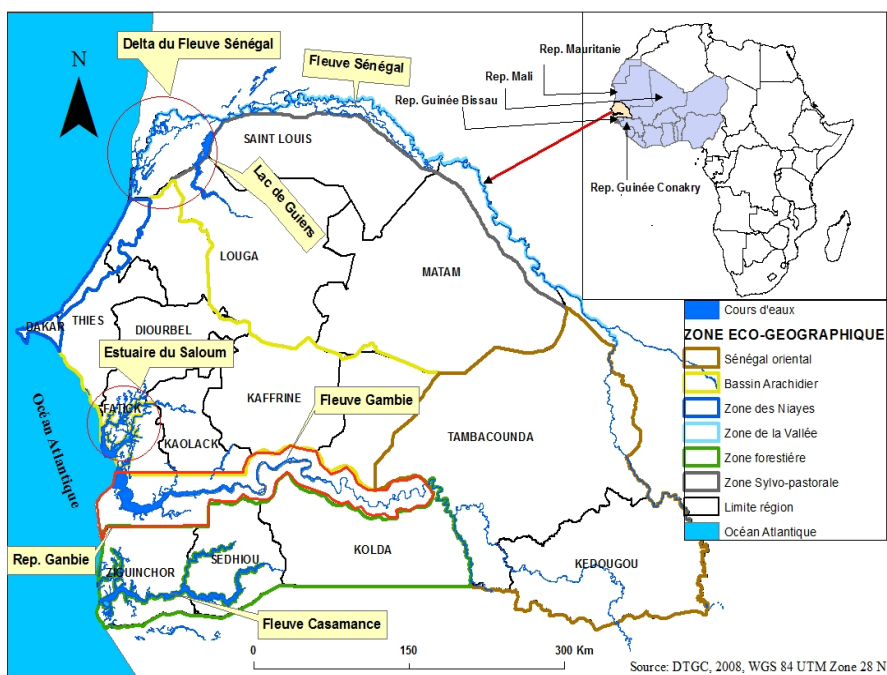 Delta du Fleuve Sénégal
N
Fleuve Sénégal
SAINT LOUIS
Lac de Guiers
LOUGA
MATAM
DAKAR
THIES
DIOURBEL
Estuaire du Saloum
FATICK
KAFFRINE
Fleuve Gambie
KAOLACK
TAMBACOUNDA
Océan Atlantique
Rep. Ganbie
ZIGUINCHOR
SEDHIOU
KOLDA
KEDOUGOU
Fleuve Casamance
0 150 300 Km
Rep. Mauritanie
Rep. Mali
Rep. Guinée Bissau
Rep. Guinée Conakry
Cours d'eaux
ZONE ECO-GEOGRAPHIQUE
Sénégal oriental
Bassin Arachidier
Zone des Niayes
Zone de la Vallée
Zone forestière
Zone Sylvo-pastorale
Limite région
Océan Atlantique
Source: DTGC, 2008, WGS 84 UTM Zone 28 N